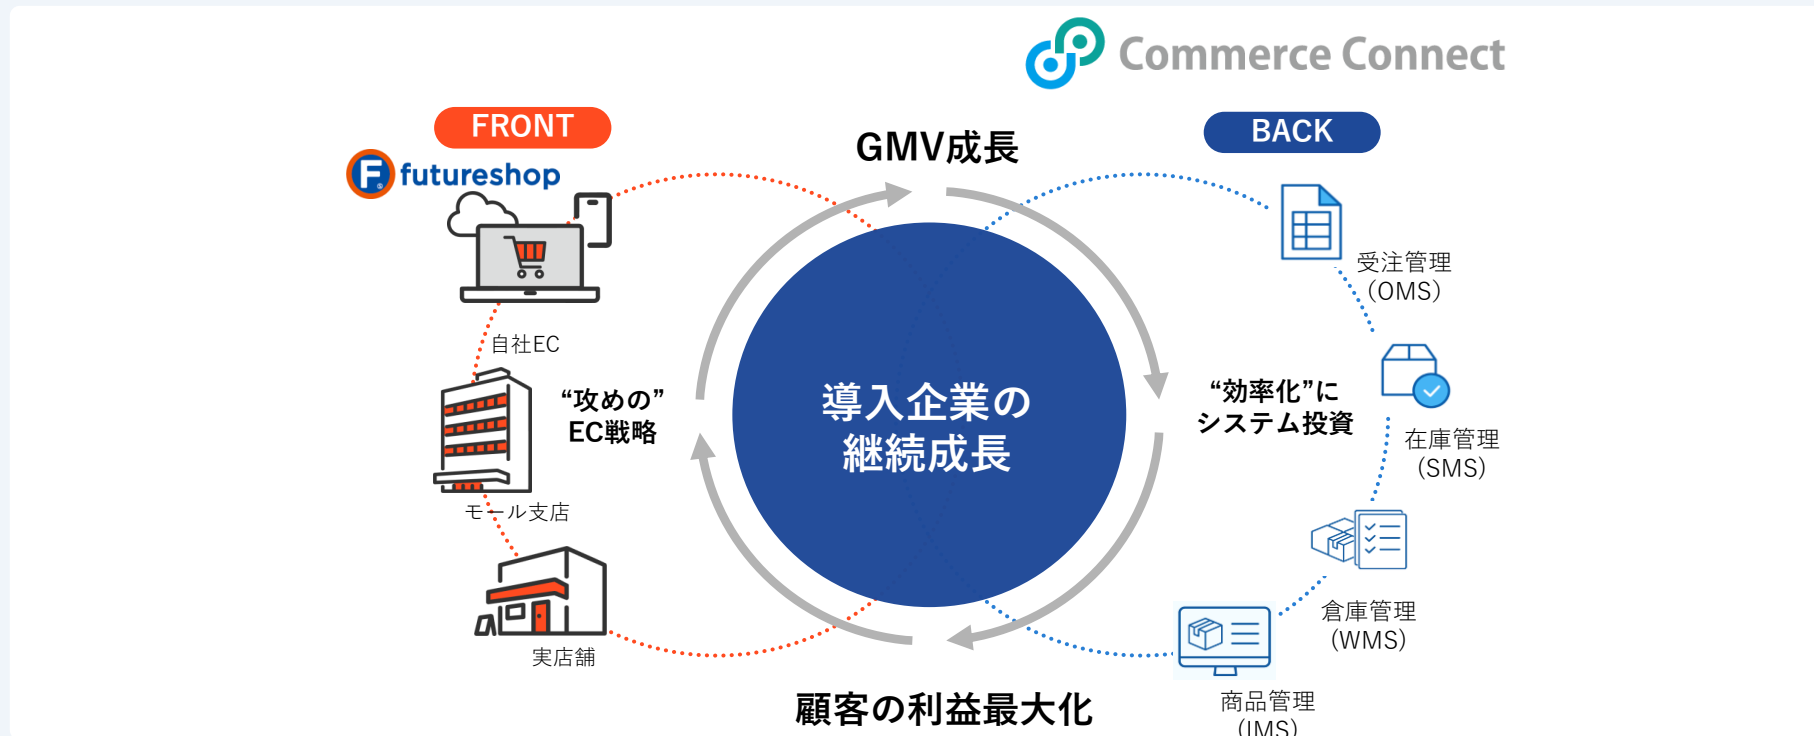 Commerce Connect
FRONT
futureshop
GMV成長
BACK
受注管理
（OMS）
自社EC
“攻めの”
EC戦略
導入企業の
継続成長
“効率化”に
システム投資
在庫管理
(SMS)
モール支店
倉庫管理
(WMS)
実店舗
顧客の利益最大化
商品管理
(IMS)